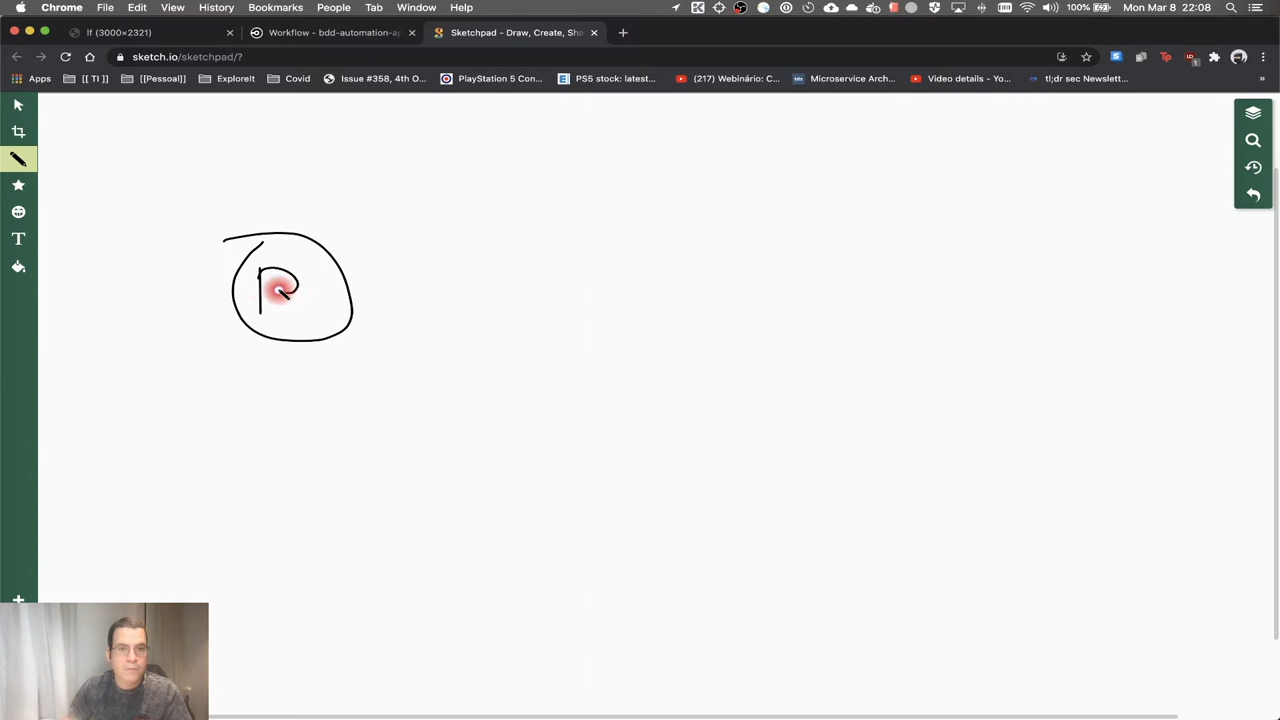 Chrome File Edit View History Bookmarks People Tab Window Help 100% Mon Mar 8 22:08
lf (3000×2321) Workflow - bdd-automation-ap Sketchpad - Draw, Create, Sha
sketch.io/sketchpad/?
Apps [[ TI ]] [[Pessoal]] ExploreIt Covid Issue #358, 4th O... PlayStation 5 Con... PS5 stock: latest... (217) Webinário: C... Microservice Arch... Video details - Yo... tl;dr sec Newslett... »
T
P